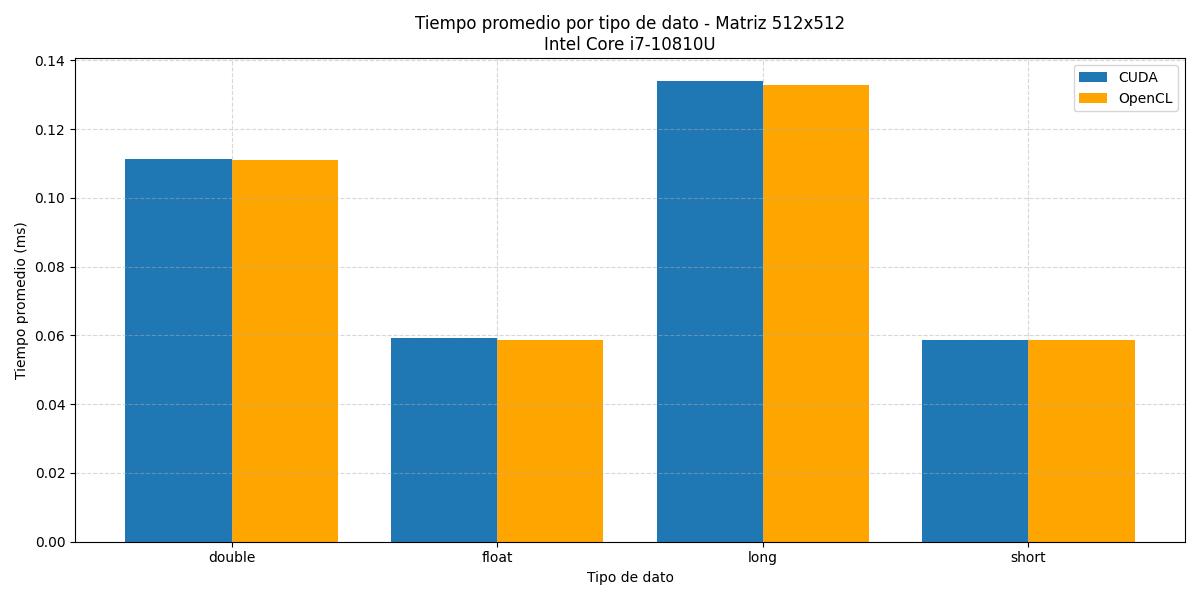 Tiempo promedio por tipo de dato - Matriz 512x512
Intel Core i7-10810U
CUDA
OpenCL
Tiempo promedio (ms)
0.14
0.12
0.10
0.08
0.06
0.04
0.02
0.00
double
float
long
short
Tipo de dato